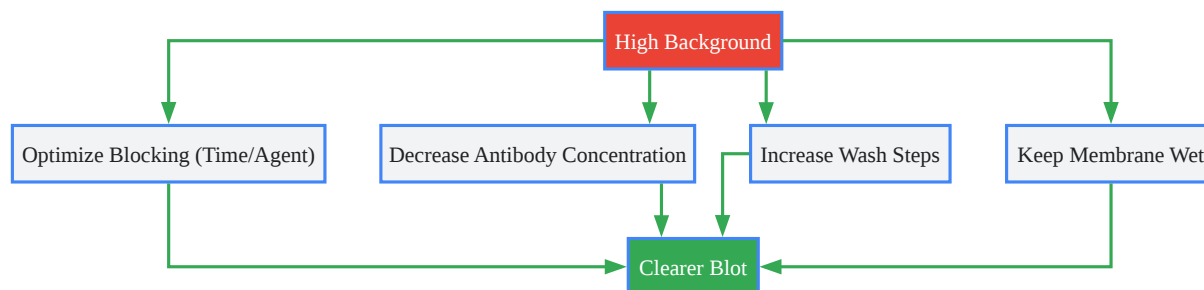 High Background
Optimize Blocking (Time/Agent)
Decrease Antibody Concentration
Increase Wash Steps
Keep Membrane Wet
Clearer Blot